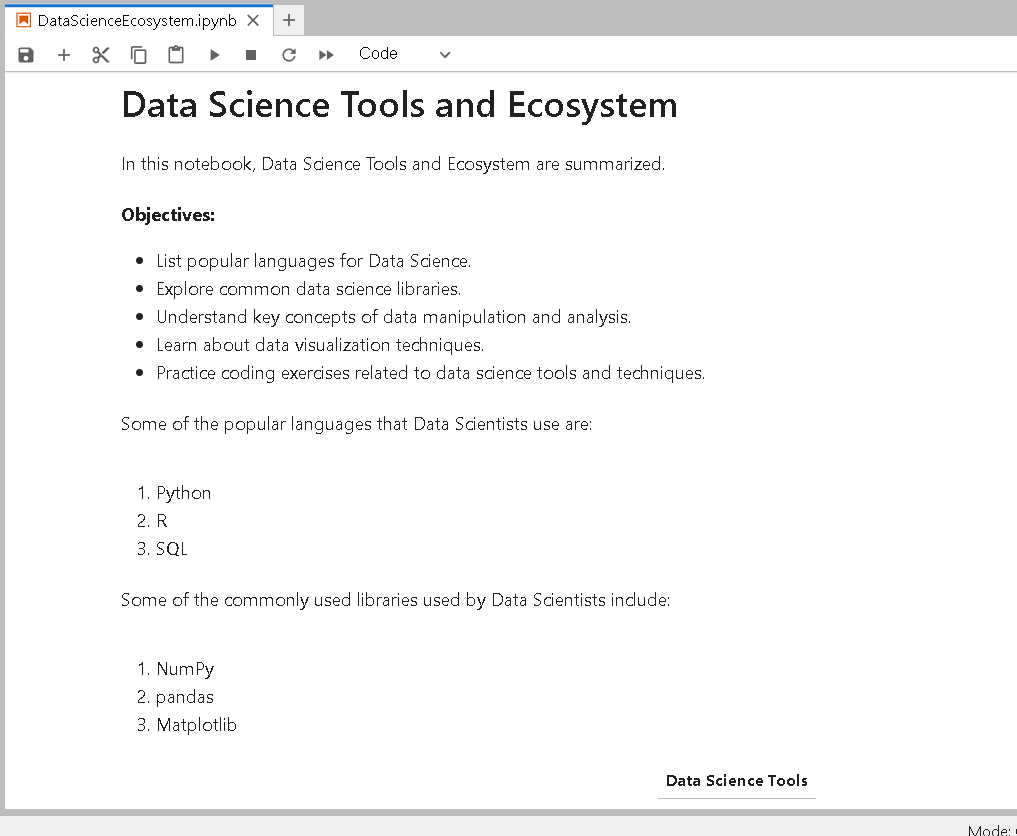 DataScienceEcosystem.ipynb
Code
Data Science Tools and Ecosystem
In this notebook, Data Science Tools and Ecosystem are summarized.
Objectives:
• List popular languages for Data Science.
• Explore common data science libraries.
• Understand key concepts of data manipulation and analysis.
• Learn about data visualization techniques.
• Practice coding exercises related to data science tools and techniques.
Some of the popular languages that Data Scientists use are:
1. Python
2. R
3. SQL
Some of the commonly used libraries used by Data Scientists include:
1. NumPy
2. pandas
3. Matplotlib
Data Science Tools
Mode: